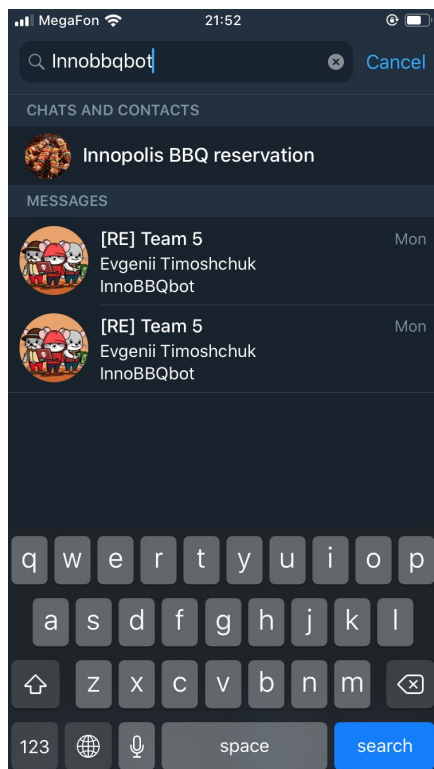 MegaFon 21:52
Innobbqbot Cancel
CHATS AND CONTACTS
Innopolis BBQ reservation
MESSAGES
[RE] Team 5 Mon
Evgenii Timoshchuk
InnoBBQbot
[RE] Team 5 Mon
Evgenii Timoshchuk
InnoBBQbot
q w e r t y u i o p
a s d f g h j k l
z x c v b n m
123 space search